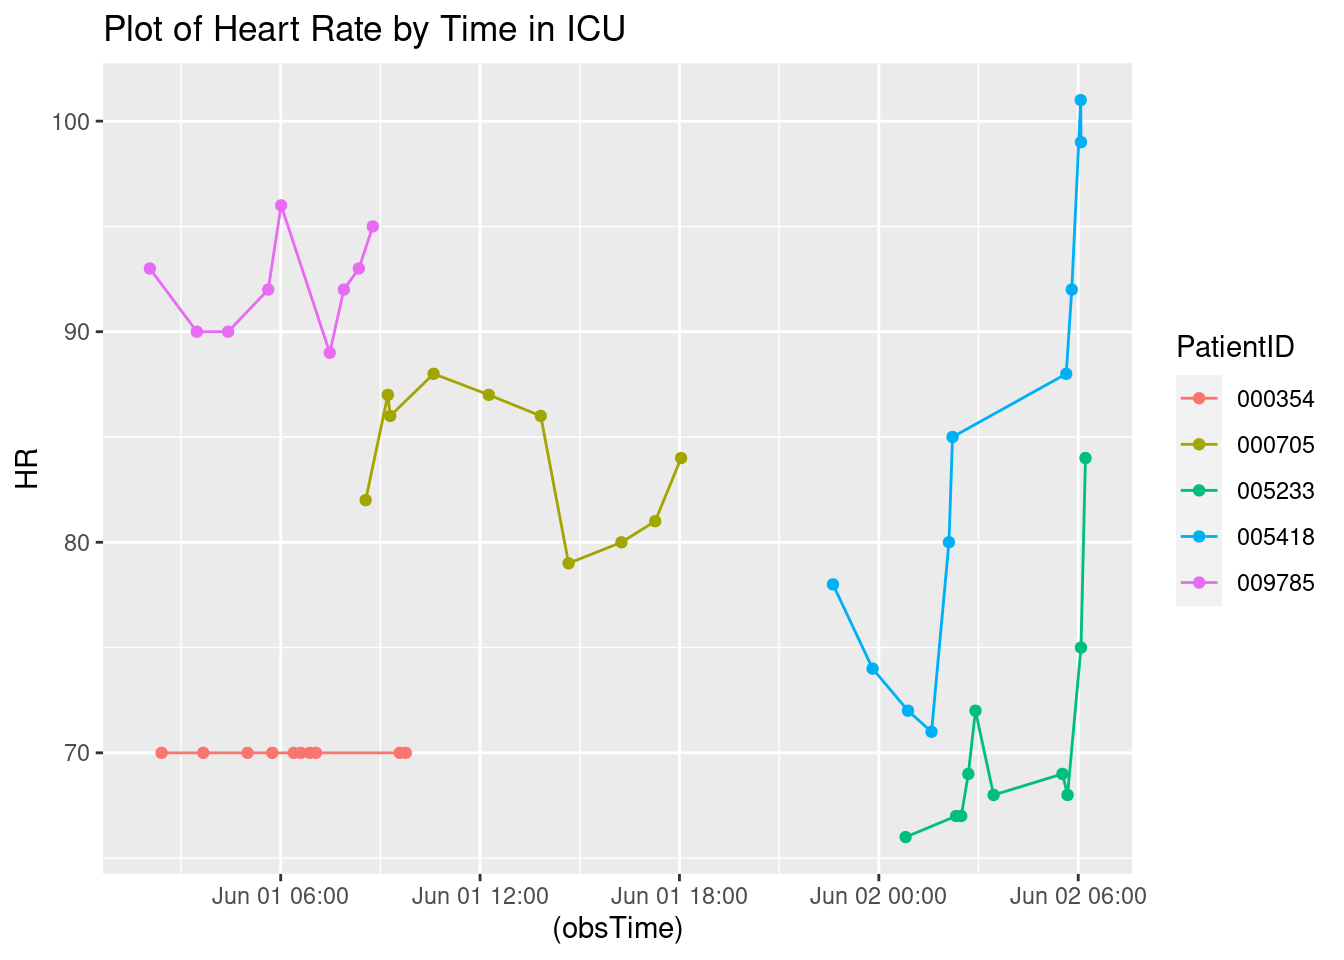 Plot of Heart Rate by Time in ICU
100
90
80
70
HR
Jun 01 06:00
Jun 01 12:00
Jun 01 18:00
Jun 02 00:00
Jun 02 06:00
(obsTime)
PatientID
000354
000705
005233
005418
009785